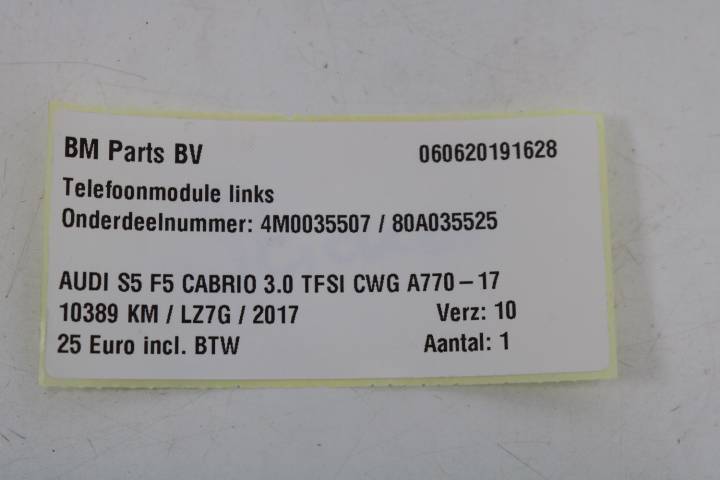 BM Parts BV 060620191628
Telefoonmodule links
Onderdeelnummer: 4M0035507 / 80A035525
AUDI S5 F5 CABRIO 3.0 TFSI CWG A770-17
10389 KM / LZ7G / 2017 Verz: 10
25 Euro incl. BTW Aantal: 1